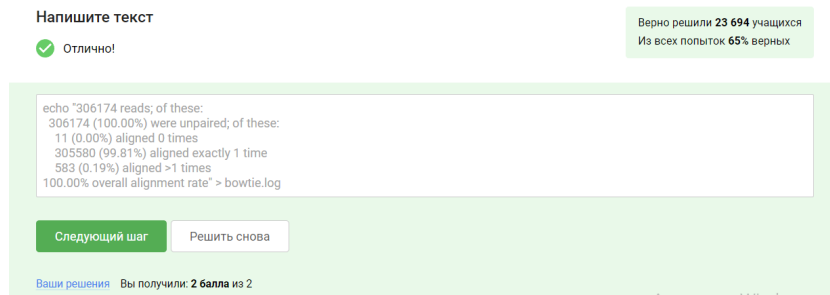 Напишите текст
Верно решили 23 694 учащихся
Из всех попыток 65% верных
Отлично!
echo "306174 reads; of these:
306174 (100.00%) were unpaired; of these:
11 (0.00%) aligned 0 times
305580 (99.81%) aligned exactly 1 time
583 (0.19%) aligned >1 times
100.00% overall alignment rate" > bowtie.log
Следующий шаг
Решить снова
Ваши решения Вы получили: 2 балла из 2